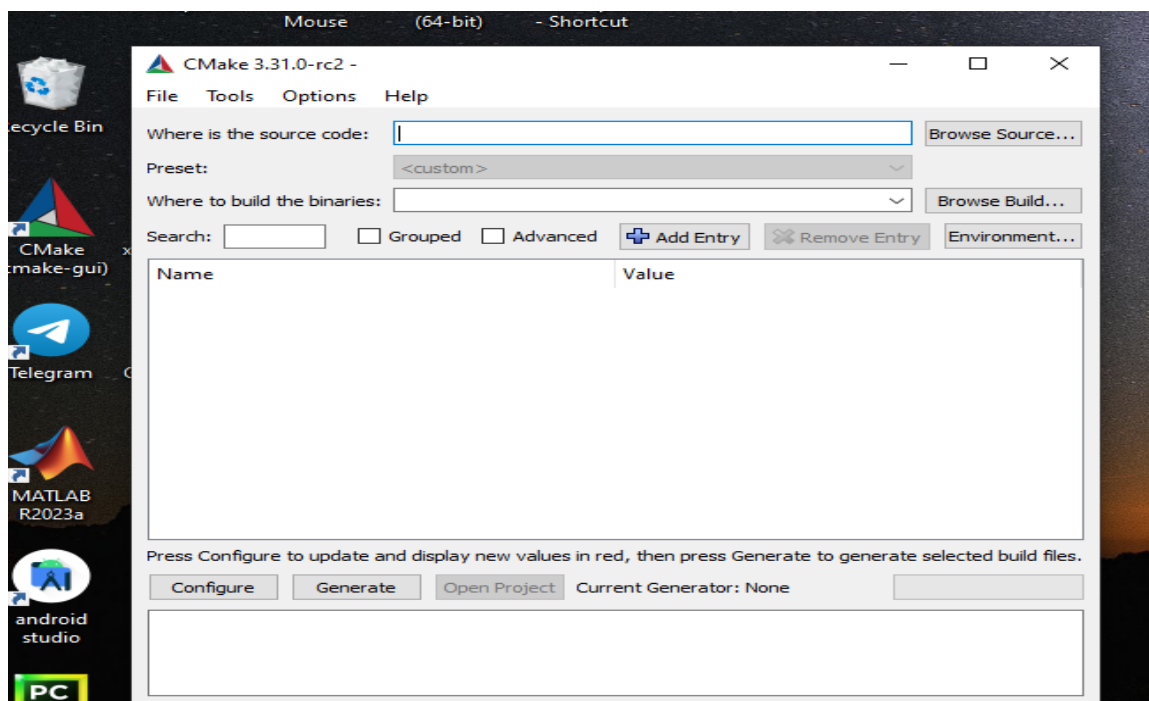 Mouse (64-bit) - Shortcut
CMake 3.31.0-rc2 -
File Tools Options Help
ecycle Bin
Where is the source code: Browse Source...
Preset: <custom>
Where to build the binaries: Browse Build...
Search: Grouped Advanced Add Entry Remove Entry Environment...
CMake
cmake-gui)
Name Value
Telegram
MATLAB
R2023a
Press Configure to update and display new values in red, then press Generate to generate selected build files.
Configure Generate Open Project Current Generator: None
android
studio
PC